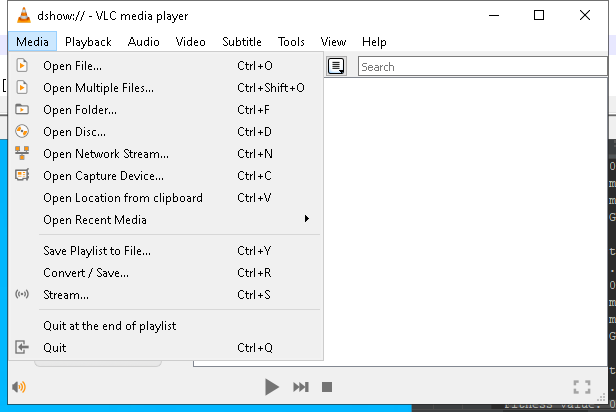 dshow:// - VLC media player
Media Playback Audio Video Subtitle Tools View Help
Open File... Ctrl+O
Open Multiple Files... Ctrl+Shift+O
Open Folder... Ctrl+F
Open Disc... Ctrl+D
Open Network Stream... Ctrl+N
Open Capture Device... Ctrl+C
Open Location from clipboard Ctrl+V
Open Recent Media
Save Playlist to File... Ctrl+Y
Convert / Save... Ctrl+R
Stream... Ctrl+S
Quit at the end of playlist
Quit Ctrl+Q
Search